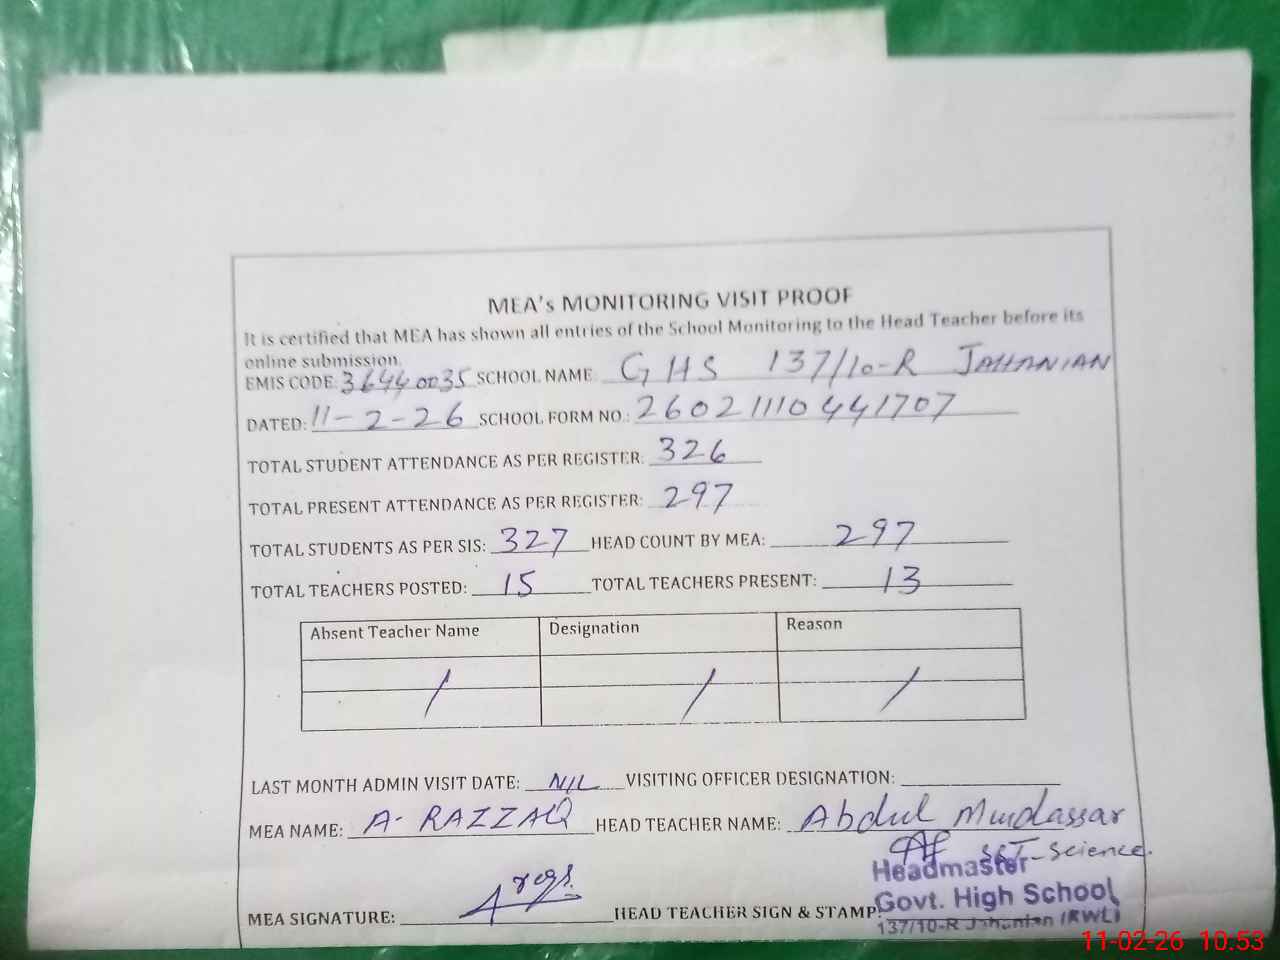 MEA's MONITORING VISIT PROOF
It is certified that MEA has shown all entries of the School Monitoring to the Head Teacher before its
online submission.
EMIS CODE: 36440035 SCHOOL NAME: GHS 137/10-R JAHANIAN
DATED: 11-2-26 SCHOOL FORM NO.: 260211110441707
TOTAL STUDENT ATTENDANCE AS PER REGISTER: 326
TOTAL PRESENT ATTENDANCE AS PER REGISTER: 297
TOTAL STUDENTS AS PER SIS: 327 HEAD COUNT BY MEA: 297
TOTAL TEACHERS POSTED: 15 TOTAL TEACHERS PRESENT: 13
Absent Teacher Name Designation Reason
/ / /
LAST MONTH ADMIN VISIT DATE: NIL VISITING OFFICER DESIGNATION:
MEA NAME: A- RAZZAQ HEAD TEACHER NAME: Abdul Mudassar
SST-Science.
Headmaster
Govt. High School
MEA SIGNATURE: HEAD TEACHER SIGN & STAMP:
137/10-R Jahanian (KWL)
11-02-26 10:53